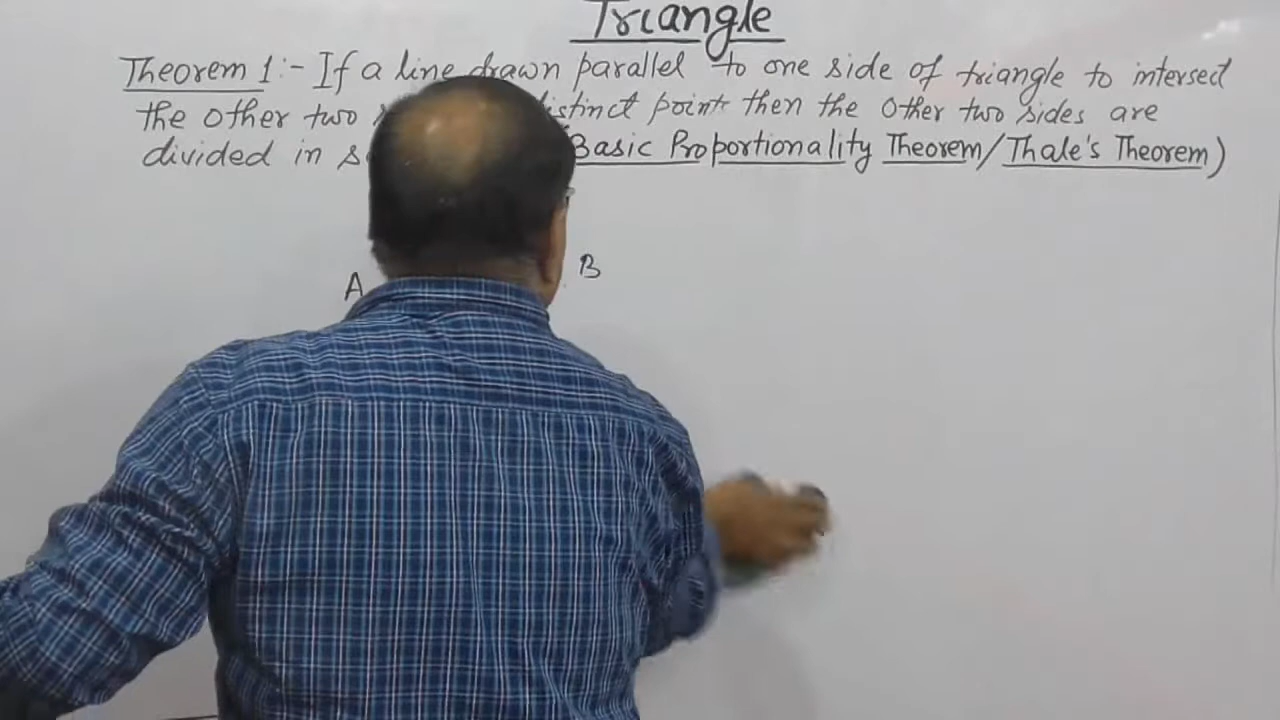 Triangle
Theorem 1:- If a line drawn parallel to one side of triangle to intersect
the other two distinct points then the other two sides are
divided in (Basic Proportionality Theorem/Thale's Theorem)
B
A